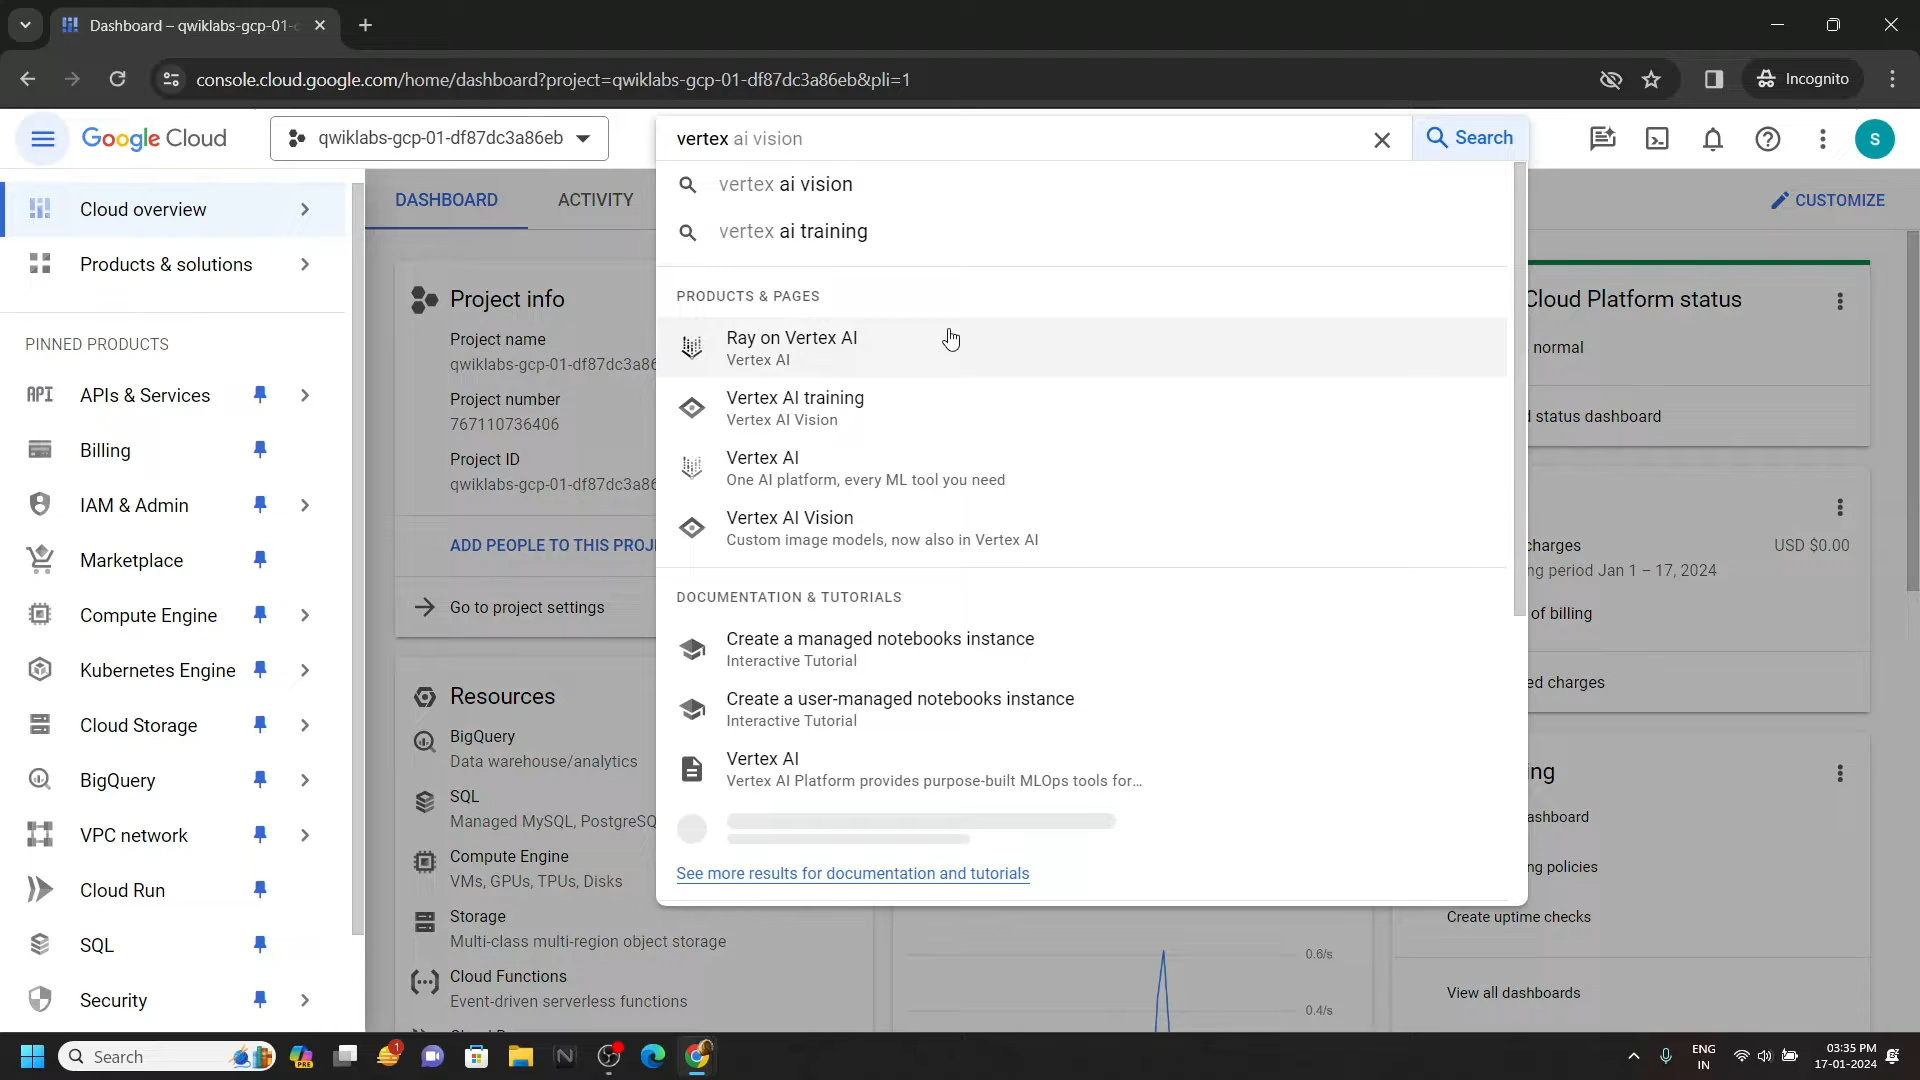 Dashboard – qwiklabs-gcp-01-
console.cloud.google.com/home/dashboard?project=qwiklabs-gcp-01-df87dc3a86eb&pli=1
Incognito
Google Cloud
qwiklabs-gcp-01-df87dc3a86eb
vertex ai vision
Search
S
Cloud overview
Products & solutions
PINNED PRODUCTS
API APIs & Services
Billing
IAM & Admin
Marketplace
Compute Engine
Kubernetes Engine
Cloud Storage
BigQuery
VPC network
Cloud Run
SQL
Security
DASHBOARD
ACTIVITY
CUSTOMIZE
Project info
Project name
qwiklabs-gcp-01-df87dc3a86
Project number
767110736406
Project ID
qwiklabs-gcp-01-df87dc3a86
ADD PEOPLE TO THIS PROJ
Go to project settings
Resources
BigQuery
Data warehouse/analytics
SQL
Managed MySQL, PostgreSQ
Compute Engine
VMs, GPUs, TPUs, Disks
Storage
Multi-class multi-region object storage
Cloud Functions
Event-driven serverless functions
vertex ai vision
vertex ai training
PRODUCTS & PAGES
Ray on Vertex AI
Vertex AI
Vertex AI training
Vertex AI Vision
Vertex AI
One AI platform, every ML tool you need
Vertex AI Vision
Custom image models, now also in Vertex AI
DOCUMENTATION & TUTORIALS
Create a managed notebooks instance
Interactive Tutorial
Create a user-managed notebooks instance
Interactive Tutorial
Vertex AI
Vertex AI Platform provides purpose-built MLOps tools for...
See more results for documentation and tutorials
0.6/s
0.4/s
Cloud Platform status
normal
d status dashboard
charges
USD $0.00
ng period Jan 1 – 17, 2024
of billing
ed charges
ng
ashboard
ng policies
Create uptime checks
View all dashboards
Search
PRE
1
ENG
IN
03:35 PM
17-01-2024